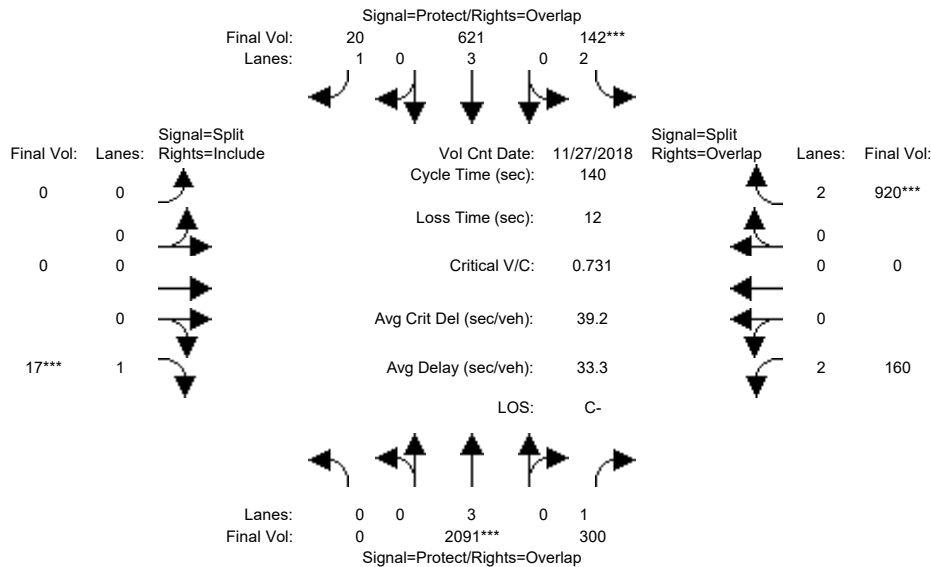 Signal=Protect/Rights=Overlap
Final Vol: 20 621 142***
Lanes: 1 0 3 0 2
Signal=Split Signal=Split
Final Vol: Lanes: Rights=Include Vol Cnt Date: 11/27/2018 Rights=Overlap Lanes: Final Vol:
Cycle Time (sec): 140
0 0 2 920***
Loss Time (sec): 12
0 0
0 0 Critical V/C: 0.731 0 0
0 Avg Crit Del (sec/veh): 39.2 0
17*** 1 Avg Delay (sec/veh): 33.3 2 160
LOS: C-
Lanes: 0 0 3 0 1
Final Vol: 0 2091*** 300
Signal=Protect/Rights=Overlap